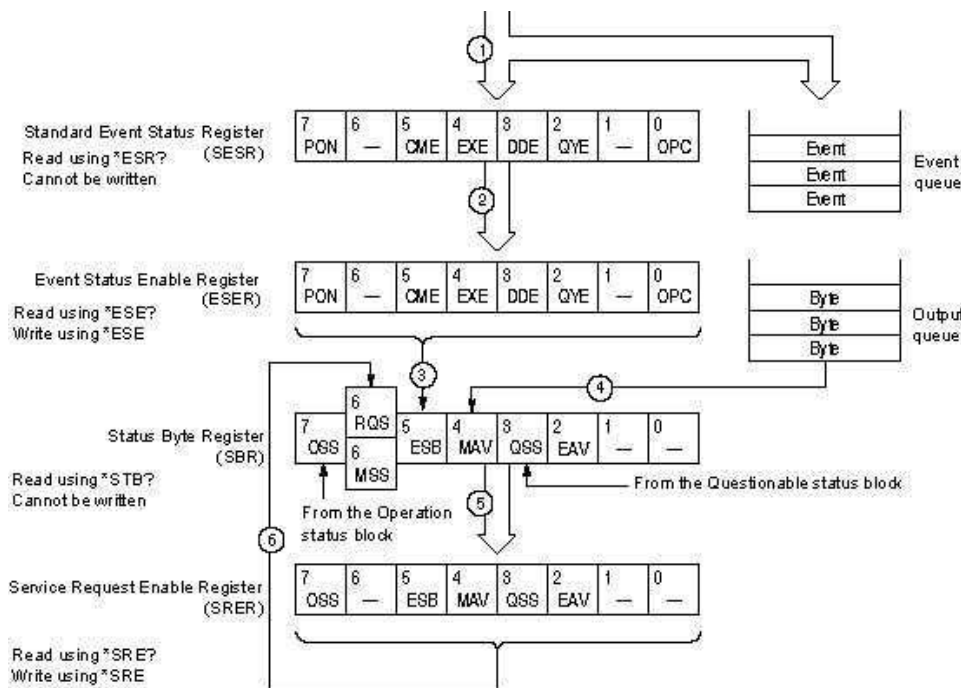 1
Standard Event Status Register
(SESR)
Read using *ESR?
Cannot be written
7 6 5 4 3 2 1 0
PON — CME EXE DDE QYE — OPC
Event
Event
Event
Event
queue
2
Event Status Enable Register
(ESER)
Read using *ESE?
Write using *ESE
7 6 5 4 3 2 1 0
PON — CME EXE DDE QYE — OPC
Byte
Byte
Byte
Output
queue
3
4
Status Byte Register
(SBR)
Read using *STB?
Cannot be written
6
RQS
7 5 4 3 2 1 0
OSS ESB MAV QSS EAV — —
6
MSS
From the Operation
status block
From the Questionable status block
5
6
Service Request Enable Register
(SRER)
Read using *SRE?
Write using *SRE
7 6 5 4 3 2 1 0
OSS — ESB MAV QSS EAV — —